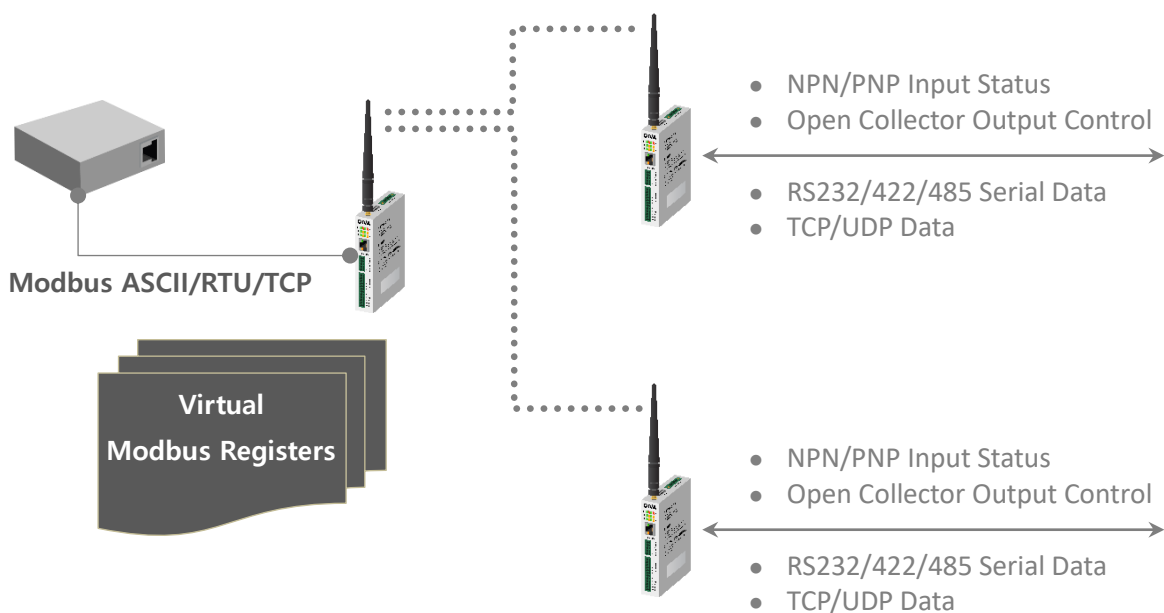 ● NPN/PNP Input Status
● Open Collector Output Control
● RS232/422/485 Serial Data
● TCP/UDP Data
Modbus ASCII/RTU/TCP
Virtual
Modbus Registers
● NPN/PNP Input Status
● Open Collector Output Control
● RS232/422/485 Serial Data
● TCP/UDP Data